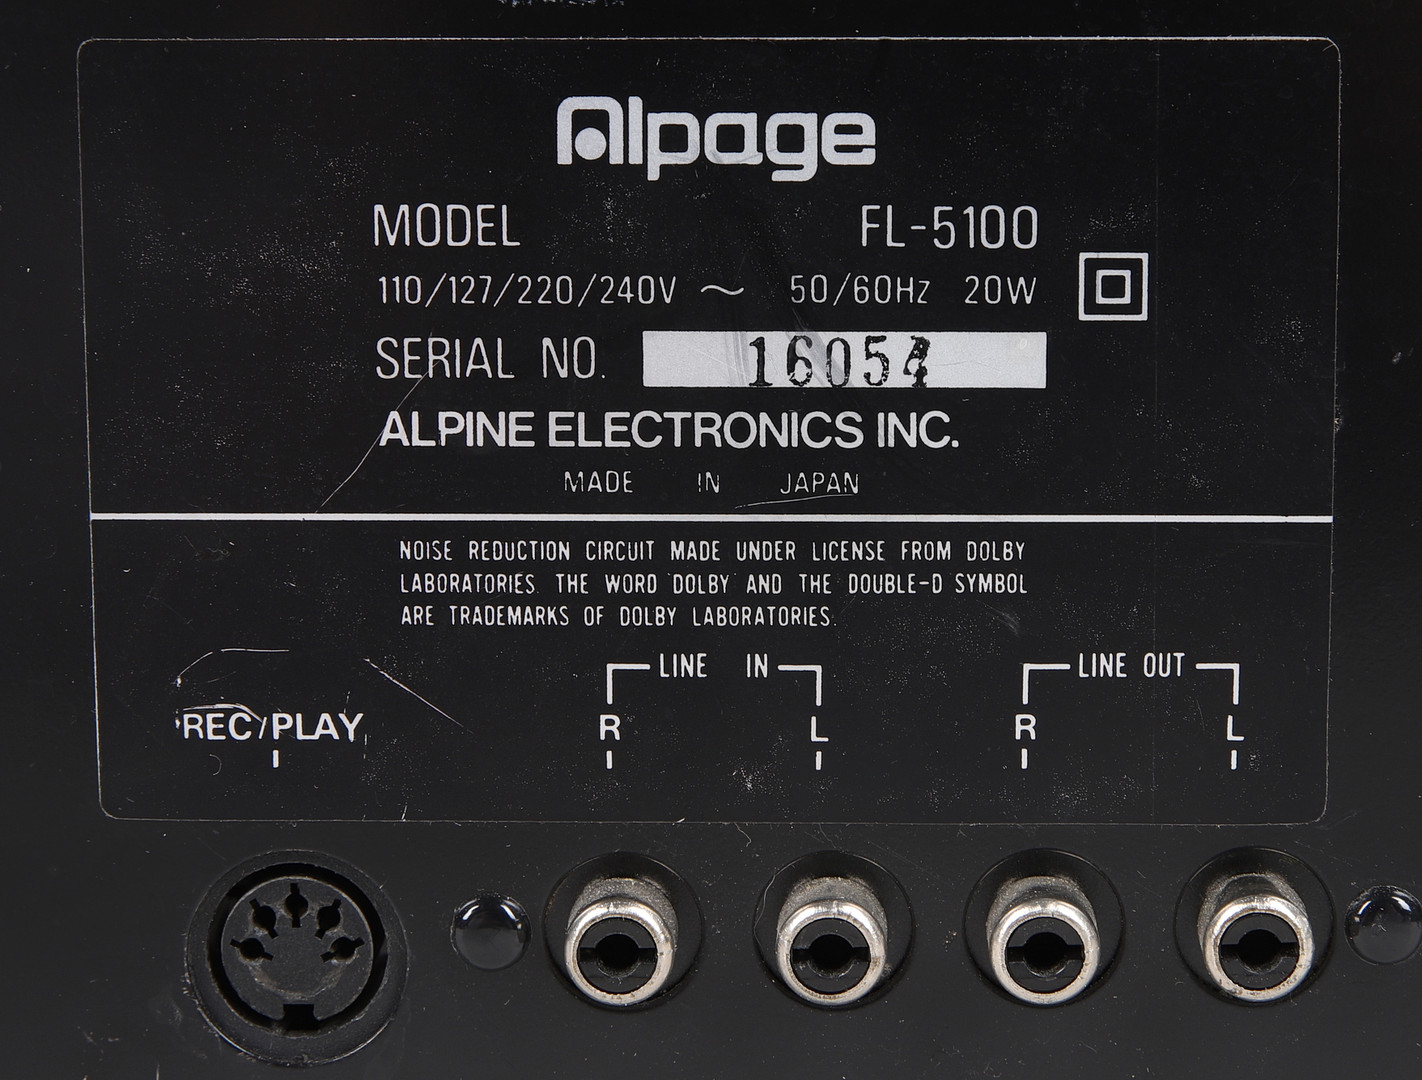 Alpage
MODEL FL-5100
110/127/220/240V ~ 50/60Hz 20W
SERIAL NO. 16054
ALPINE ELECTRONICS INC.
MADE IN JAPAN
NOISE REDUCTION CIRCUIT MADE UNDER LICENSE FROM DOLBY
LABORATORIES. THE WORD DOLBY AND THE DOUBLE-D SYMBOL
ARE TRADEMARKS OF DOLBY LABORATORIES.
LINE IN LINE OUT
REC/PLAY R L R L